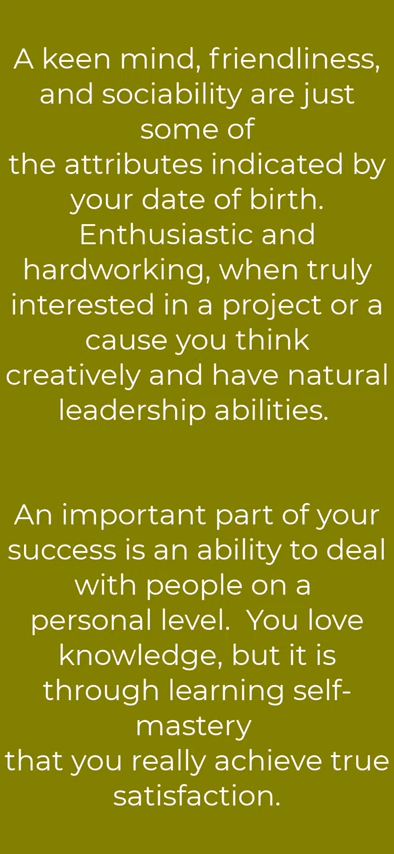 A keen mind, friendliness,
and sociability are just
some of
the attributes indicated by
your date of birth.
Enthusiastic and
hardworking, when truly
interested in a project or a
cause you think
creatively and have natural
leadership abilities.
An important part of your
success is an ability to deal
with people on a
personal level.  You love
knowledge, but it is
through learning self-
mastery
that you really achieve true
satisfaction.